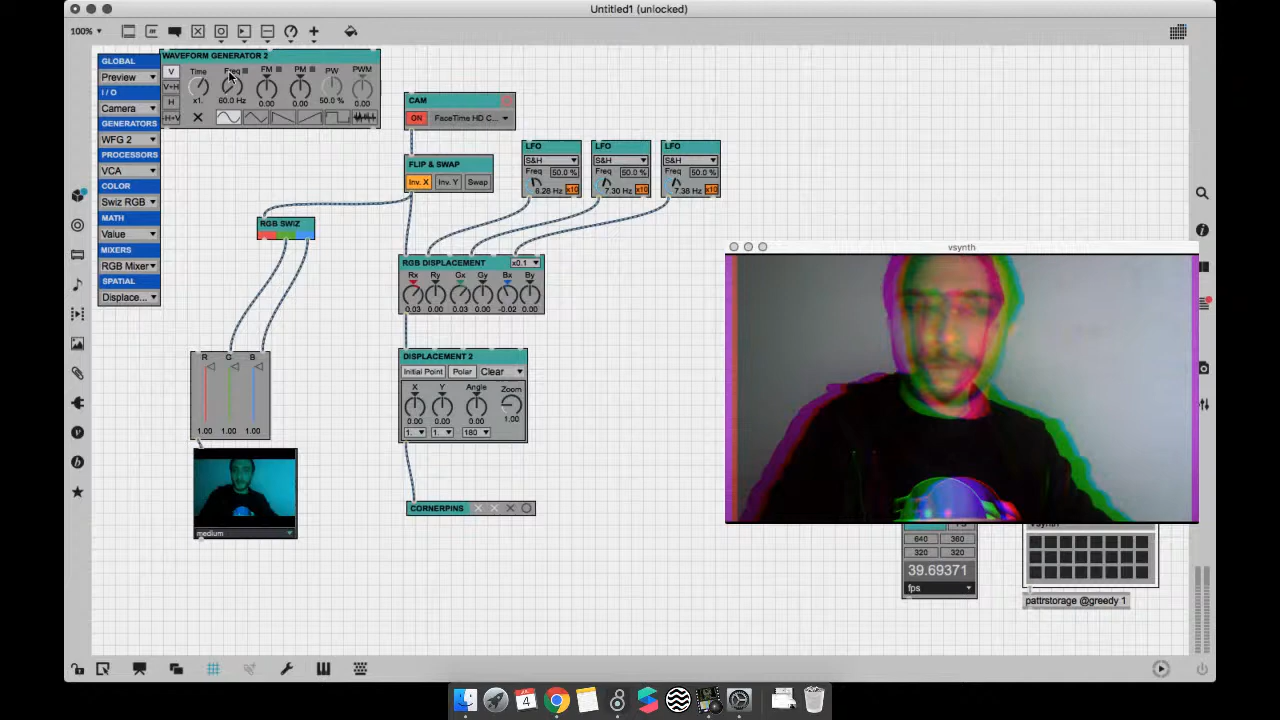 Untitled1 (unlocked)
100%
GLOBAL
Preview
I / O
Camera
GENERATORS
WFG 2
PROCESSORS
VCA
COLOR
Swiz RGB
MATH
Value
MIXERS
RGB Mixer
SPATIAL
Displace...
WAVEFORM GENERATOR 2
V
V+H
H
-H+V
Time
Freq
FM
PM
PW
PWM
x1.
60.0 Hz
0.00
0.00
50.0 %
0.00
CAM
ON
FaceTime HD C...
FLIP & SWAP
Inv. X
Inv. Y
Swap
LFO
S&H
Freq
50.0 %
6.28 Hz
x10
LFO
S&H
Freq
50.0 %
7.30 Hz
x10
LFO
S&H
Freq
50.0 %
7.38 Hz
x10
RGB SWIZ
RGB DISPLACEMENT
x0.1
Rx
Ry
Gx
Gy
Bx
By
0.03
0.00
0.03
0.00
-0.02
0.00
R
G
B
1.00
1.00
1.00
medium
DISPLACEMENT 2
Initial Point
Polar
Clear
X
Y
Angle
Zoom
0.00
0.00
0.00
1.00
1.
1.
180
CORNERPINS
vsynth
640
360
320
320
39.69371
fps
pattrstorage @greedy 1
JUL
4